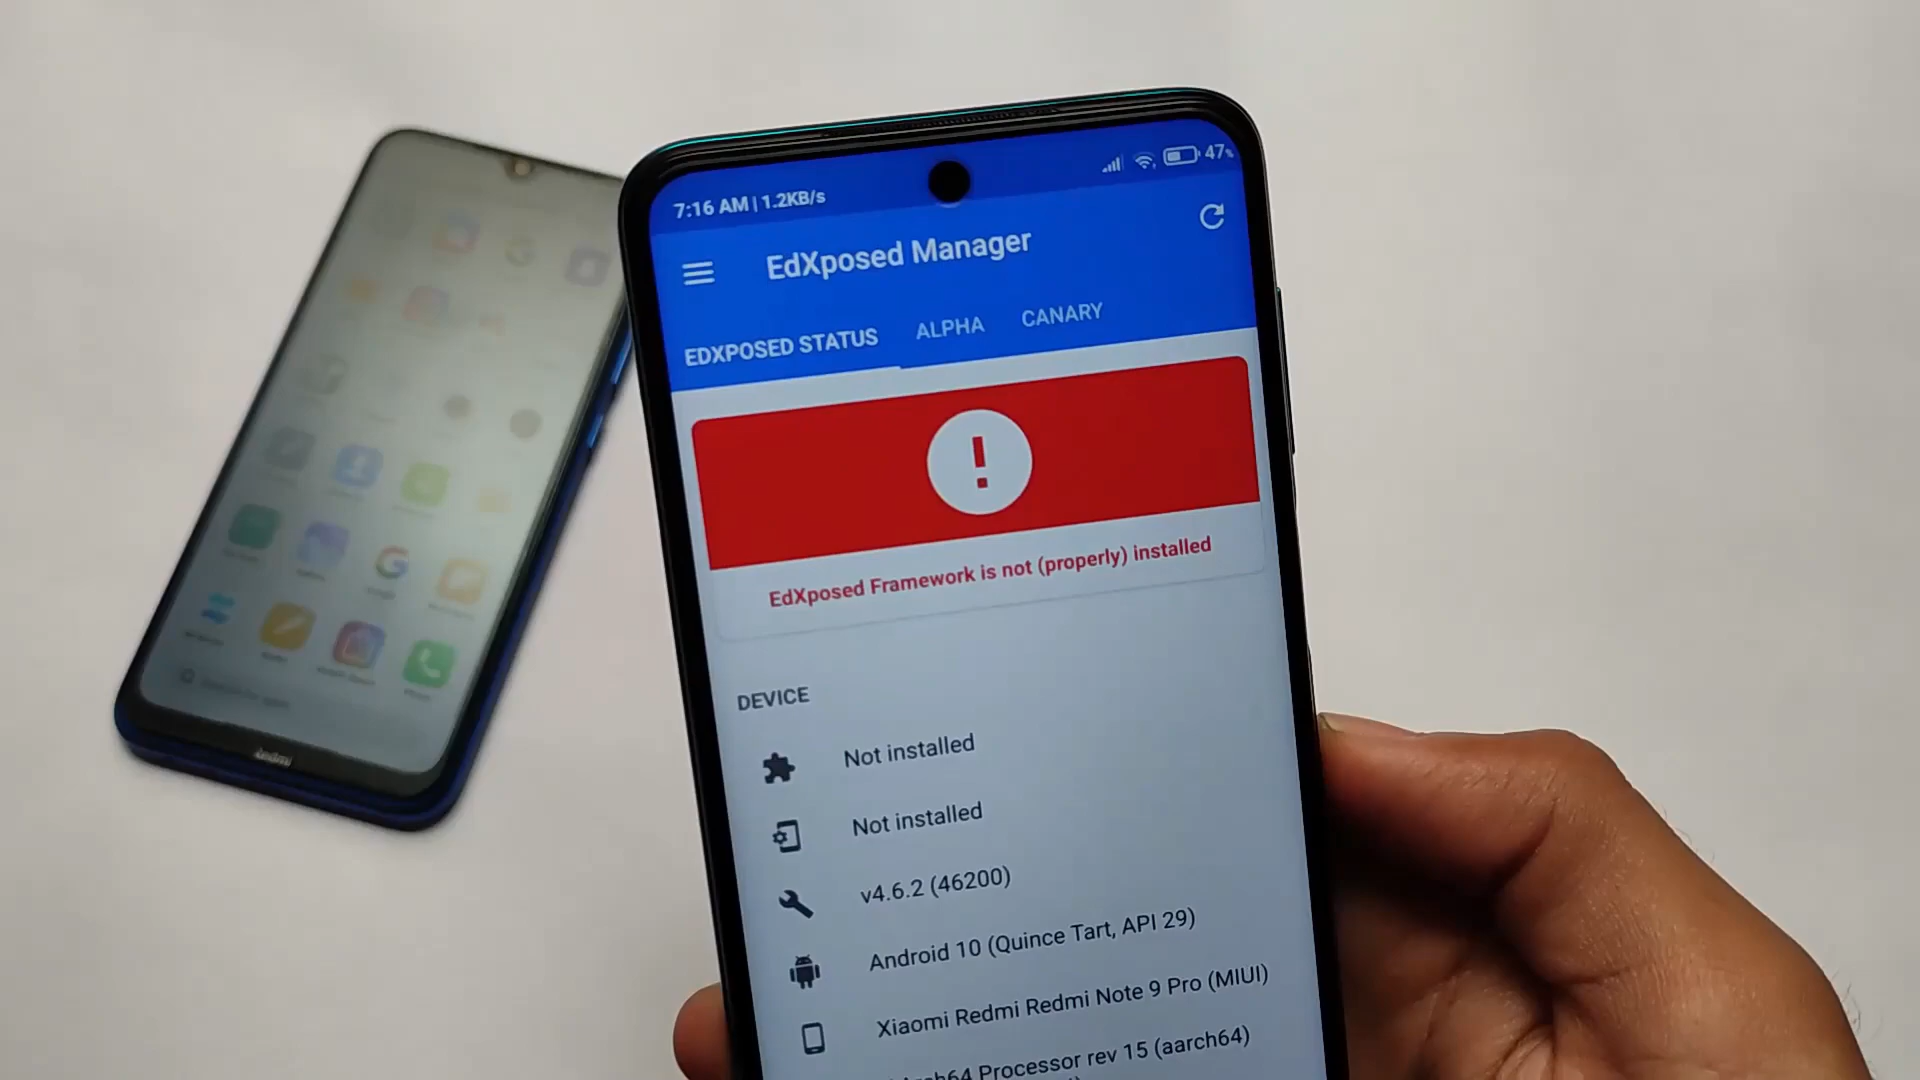 7:16 AM | 1.2KB/s
47%
EdXposed Manager
EDXPOSED STATUS
ALPHA
CANARY
!
EdXposed Framework is not (properly) installed
DEVICE
Not installed
Not installed
v4.6.2 (46200)
Android 10 (Quince Tart, API 29)
Xiaomi Redmi Redmi Note 9 Pro (MIUI)
Processor rev 15 (aarch64)
Redmi